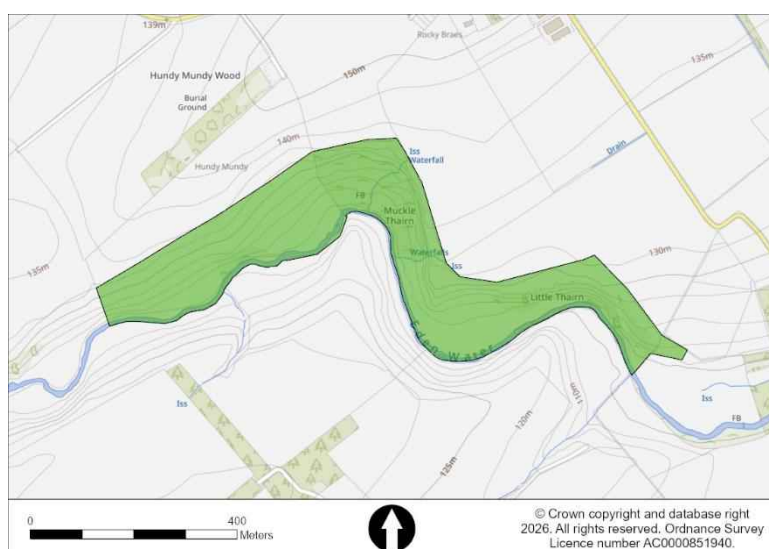 139m
Rocky Braes
Hundy Mundy Wood
150m
135m
Burial
Ground
140m
Iss
Waterfall
Drain
Hundy Mundy
FB
Muckle
Thairn
Waterfalls
Iss
130m
135m
Little Thairn
Eden Water
110m
Iss
Iss
120m
FB
125m
0
400
Meters
© Crown copyright and database right
2026. All rights reserved. Ordnance Survey
Licence number AC0000851940.